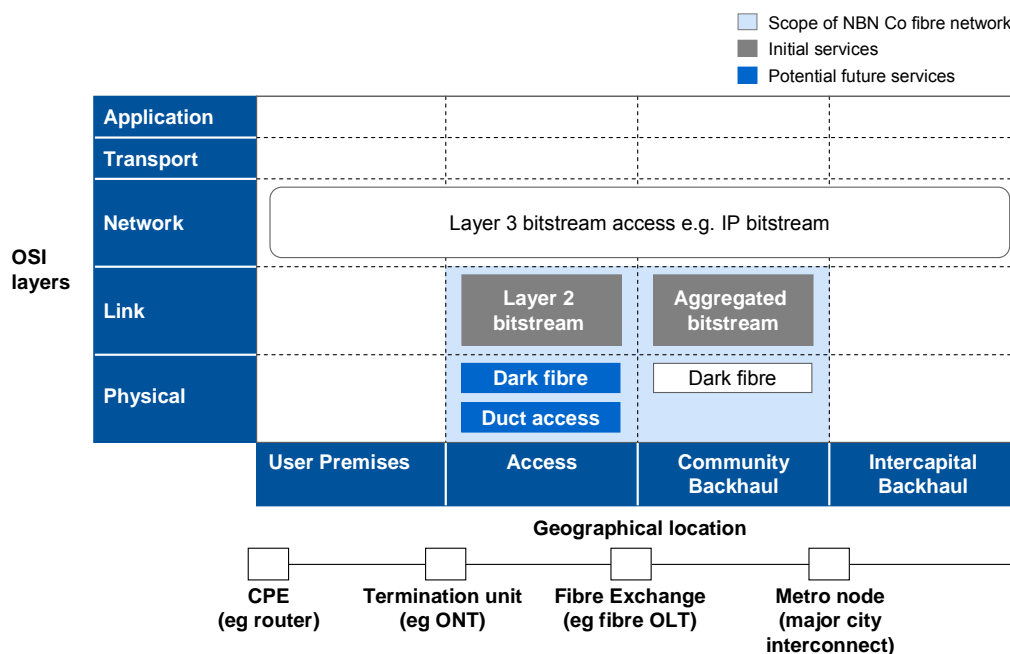 Scope of NBN Co fibre network
Initial services
Potential future services
Application
Transport
Network
Layer 3 bitstream access e.g. IP bitstream
OSI
layers
Link
Layer 2
bitstream
Aggregated
bitstream
Physical
Dark fibre
Dark fibre
Duct access
User Premises
Access
Community
Backhaul
Intercapital
Backhaul
Geographical location
CPE
(eg router)
Termination unit
(eg ONT)
Fibre Exchange
(eg fibre OLT)
Metro node
(major city
interconnect)